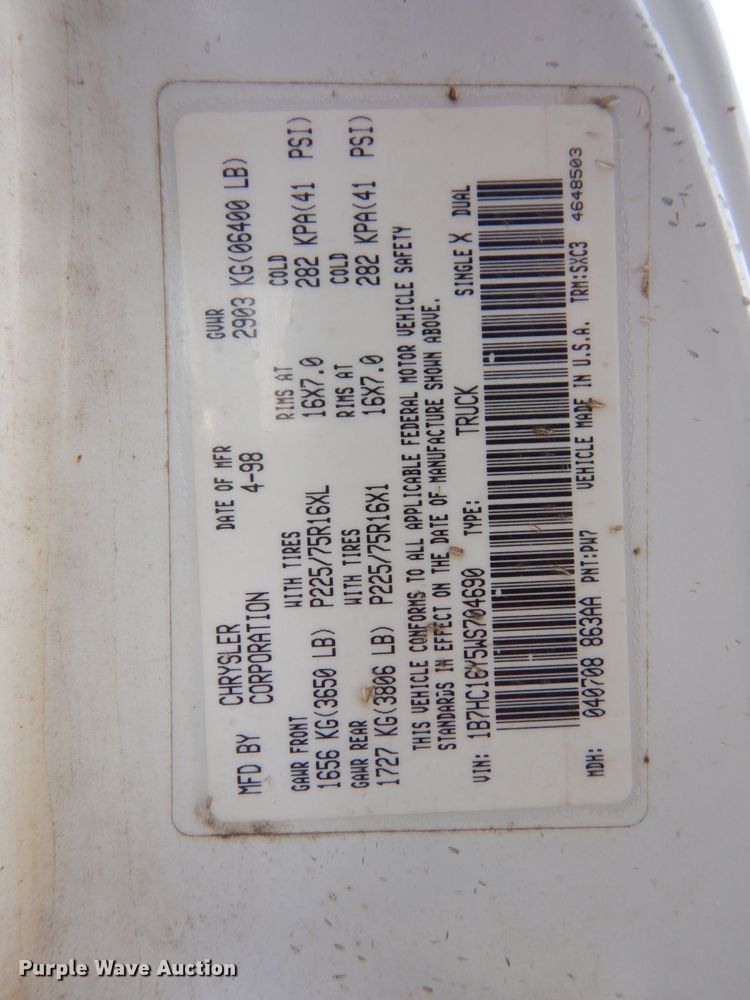 MFD BY CHRYSLER CORPORATION DATE OF MFR 4-98 GVWR 2903 KG(06400 LB)
GAWR FRONT WITH TIRES RIMS AT COLD
1656 KG(3650 LB) P225/75R16XL 16X7.0 282 KPA(41 PSI)
GAWR REAR WITH TIRES RIMS AT COLD
1727 KG(3806 LB) P225/75R16X1 16X7.0 282 KPA(41 PSI)
THIS VEHICLE CONFORMS TO ALL APPLICABLE FEDERAL MOTOR VEHICLE SAFETY
STANDARDS IN EFFECT ON THE DATE OF MANUFACTURE SHOWN ABOVE.
VIN: 1B7HC16Y5WS704690 TYPE: TRUCK SINGLE X DUAL
MDH: 040708 863AA PNT:PW7 VEHICLE MADE IN U.S.A. TRM:SXC3 4648503
Purple Wave Auction